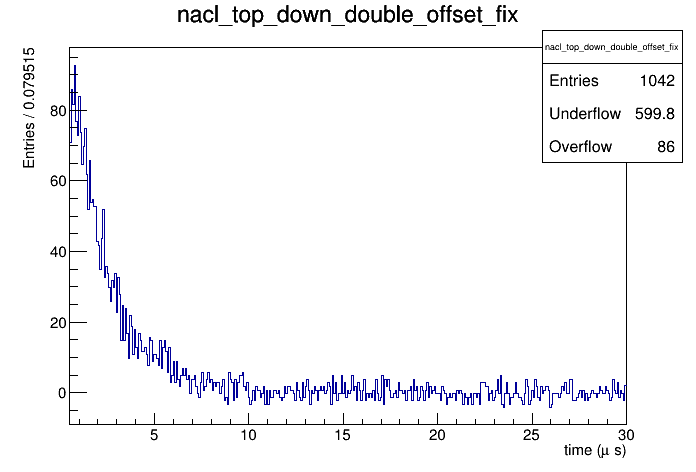 nacl_top_down_double_offset_fix
nacl_top_down_double_offset_fix
Entries 1042
Underflow 599.8
Overflow 86
Entries / 0.079515
80
60
40
20
0
5 10 15 20 25 30
time (μ s)